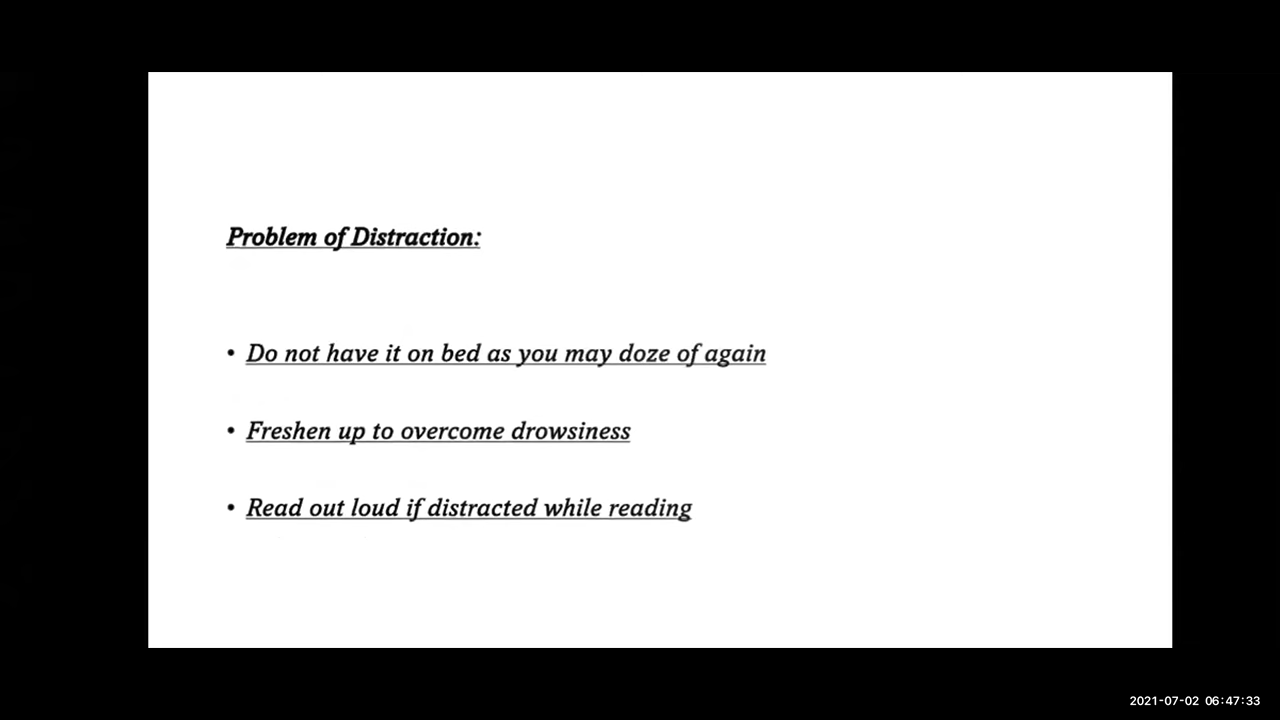 Problem of Distraction:
• Do not have it on bed as you may doze of again
• Freshen up to overcome drowsiness
• Read out loud if distracted while reading
2021-07-02 06:47:33